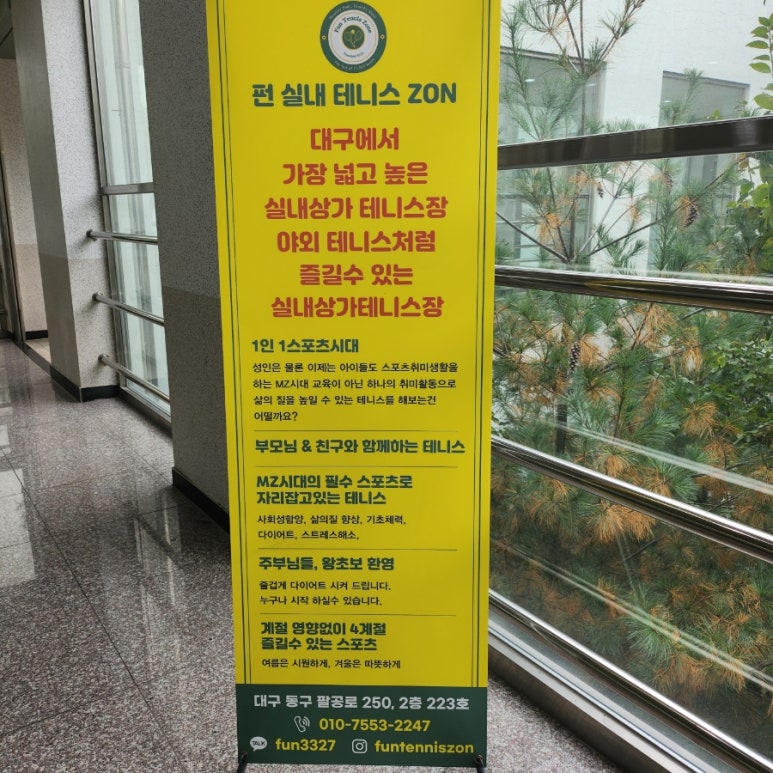 Fun Tennis Zone
펀 실내 테니스 ZON
대구에서
가장 넓고 높은
실내상가 테니스장
야외 테니스처럼
즐길수 있는
실내상가테니스장
1인 1스포츠시대
성인은 물론 이제는 아이들도 스포츠취미생활을
하는 MZ시대 교육이 아닌 하나의 취미활동으로
삶의 질을 높일 수 있는 테니스를 해보는건
어떨까요?
부모님 & 친구와 함께하는 테니스
MZ시대의 필수 스포츠로
자리잡고있는 테니스
사회성함양, 삶의질 향상, 기초체력,
다이어트, 스트레스해소,
주부님들, 왕초보 환영
즐겁게 다이어트 시켜 드립니다.
누구나 시작 하실수 있습니다.
계절 영향없이 4계절
즐길수 있는 스포츠
여름은 시원하게, 겨울은 따뜻하게
대구 동구 팔공로 250, 2층 223호
010-7553-2247
TALK fun3327 funtenniszon